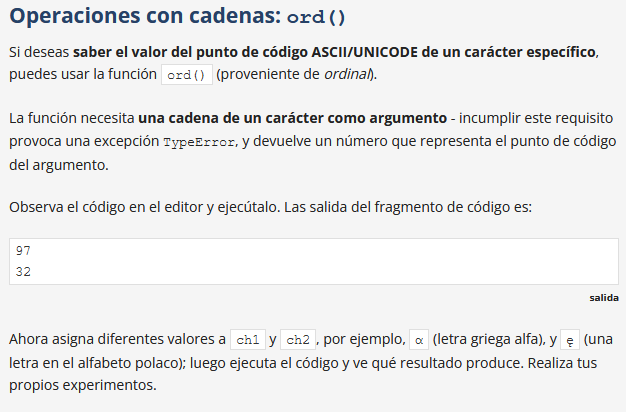 Operaciones con cadenas: ord()
Si deseas saber el valor del punto de código ASCII/UNICODE de un carácter específico,
puedes usar la función ord() (proveniente de ordinal).
La función necesita una cadena de un carácter como argumento - incumplir este requisito
provoca una excepción TypeError, y devuelve un número que representa el punto de código
del argumento.
Observa el código en el editor y ejecútalo. Las salida del fragmento de código es:
97
32
salida
Ahora asigna diferentes valores a ch1 y ch2, por ejemplo, α (letra griega alfa), y ę (una
letra en el alfabeto polaco); luego ejecuta el código y ve qué resultado produce. Realiza tus
propios experimentos.